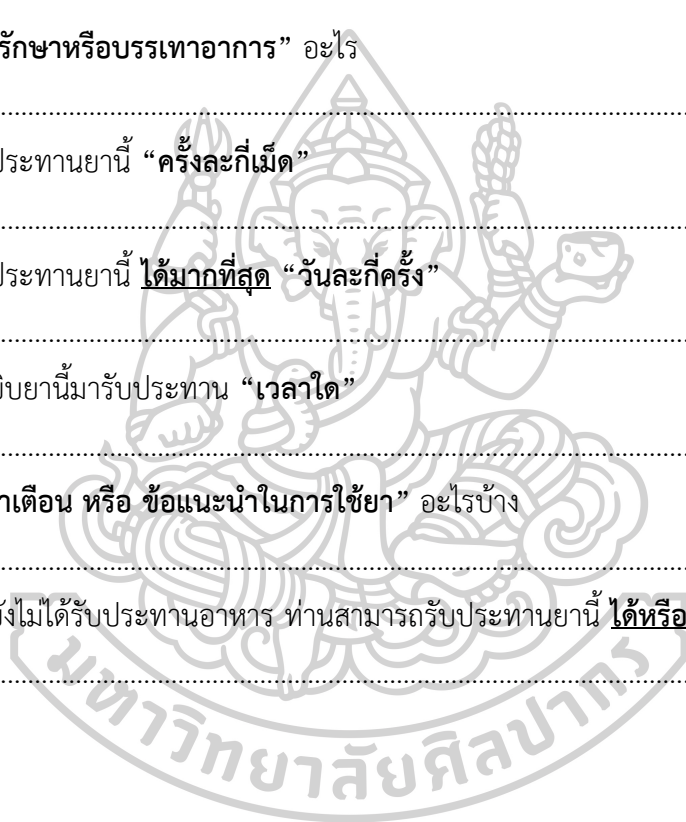 รักษาหรือบรรเทาอาการ” อะไร
ประทานยานี้ “ครั้งละกี่เม็ด”
ประทานยานี้ ได้มากที่สุด “วันละกี่ครั้ง”
ยิบยานี้มารับประทาน “เวลาใด”
าเตือน หรือ ข้อแนะนำในการใช้ยา” อะไรบ้าง
ยังไม่ได้รับประทานอาหาร ท่านสามารถรับประทานยานี้ ได้หรือ
มหาวิทยาลัยศิลปากร